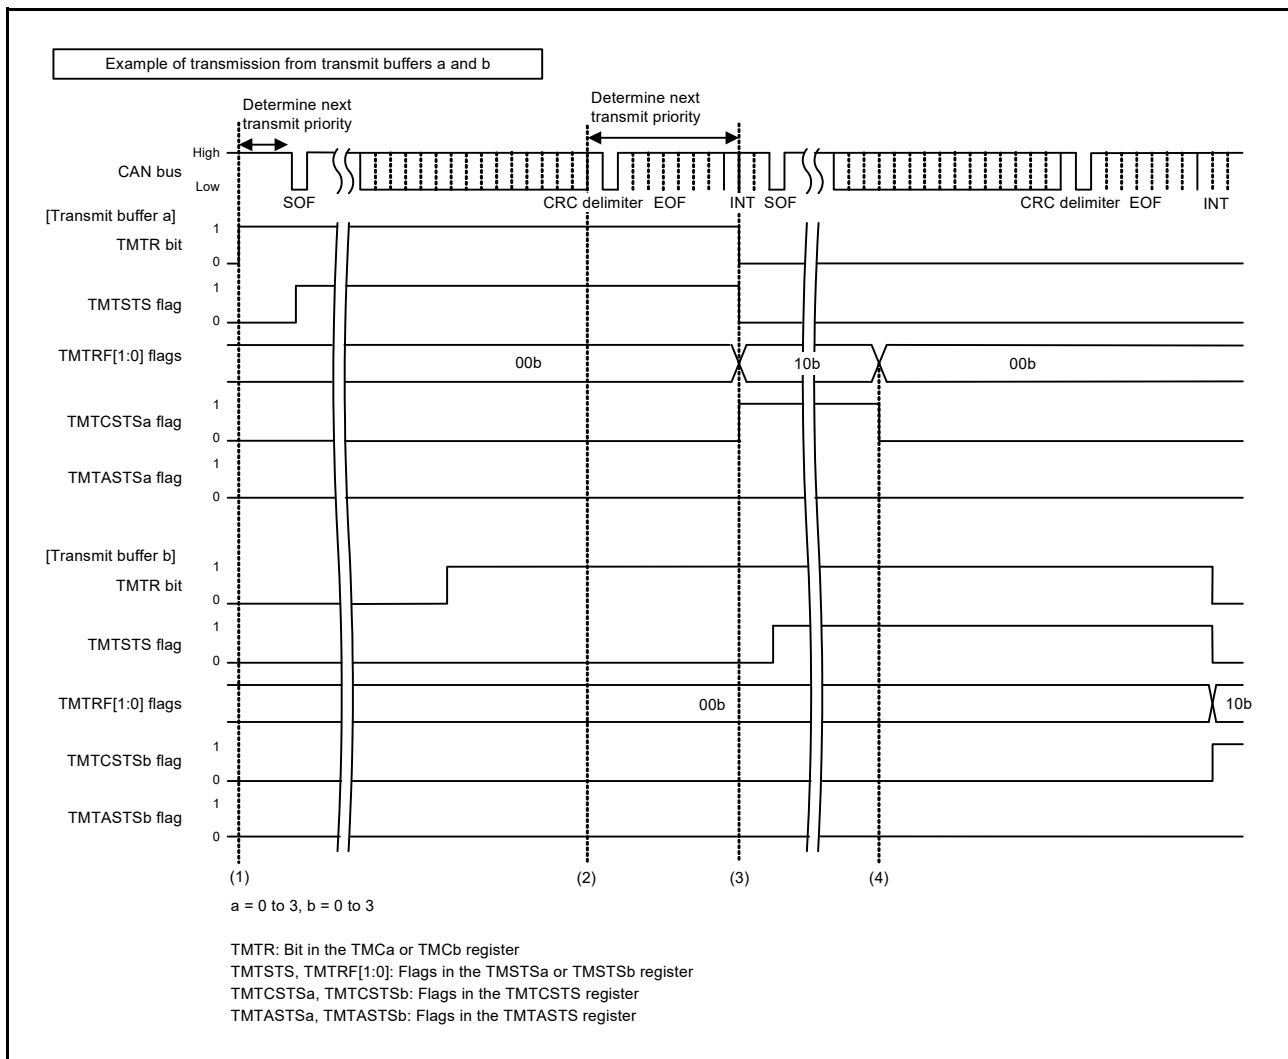 Example of transmission from transmit buffers a and b
Determine next
transmit priority
Determine next
transmit priority
High
CAN bus
Low
SOF
CRC delimiter
EOF
INT
SOF
CRC delimiter
EOF
INT
[Transmit buffer a]
1
TMTR bit
0
1
TMTSTS flag
0
TMTRF[1:0] flags
00b
10b
00b
1
TMTCSTSa flag
0
1
TMTASTSa flag
0
[Transmit buffer b]
1
TMTR bit
0
1
TMTSTS flag
0
TMTRF[1:0] flags
00b
10b
1
TMTCSTSb flag
0
1
TMTASTSb flag
0
(1)
(2)
(3)
(4)
a = 0 to 3, b = 0 to 3
TMTR: Bit in the TMCa or TMCb register
TMTSTS, TMTRF[1:0]: Flags in the TMSTSa or TMSTSb register
TMTCSTSa, TMTCSTSb: Flags in the TMTCSTS register
TMTASTSa, TMTASTSb: Flags in the TMTASTS register